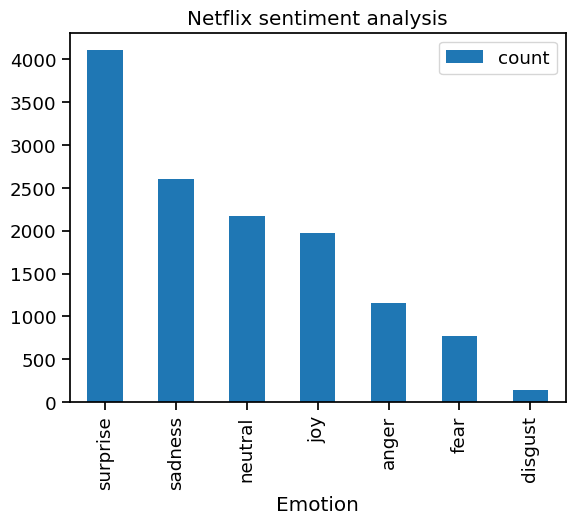 Netflix sentiment analysis
count
4000
3500
3000
2500
2000
1500
1000
500
0
surprise
sadness
neutral
joy
anger
fear
disgust
Emotion